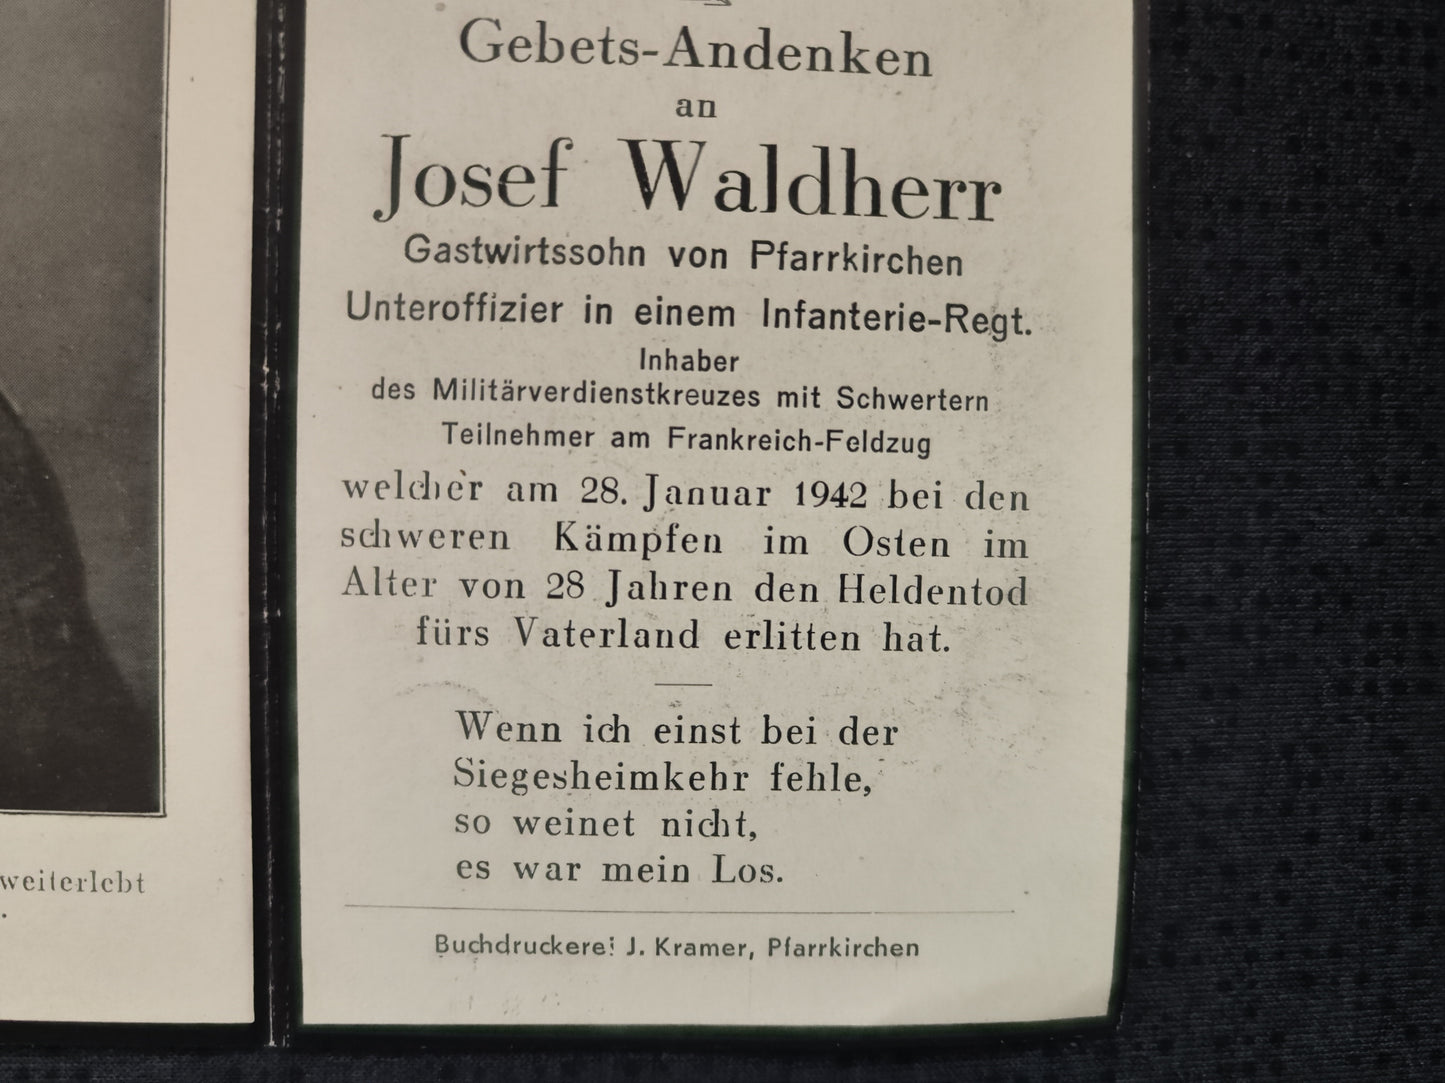 Gebets-Andenken
an
Josef Waldherr
Gastwirtssohn von Pfarrkirchen
Unteroffizier in einem Infanterie-Regt.
Inhaber
des Militärverdienstkreuzes mit Schwertern
Teilnehmer am Frankreich-Feldzug
welcher am 28. Januar 1942 bei den
schweren Kämpfen im Osten im
Alter von 28 Jahren den Heldentod
fürs Vaterland erlitten hat.
Wenn ich einst bei der
Siegesheimkehr fehle,
so weinet nicht,
es war mein Los.
Buchdruckerei J. Kramer, Pfarrkirchen
weiterlebt
.